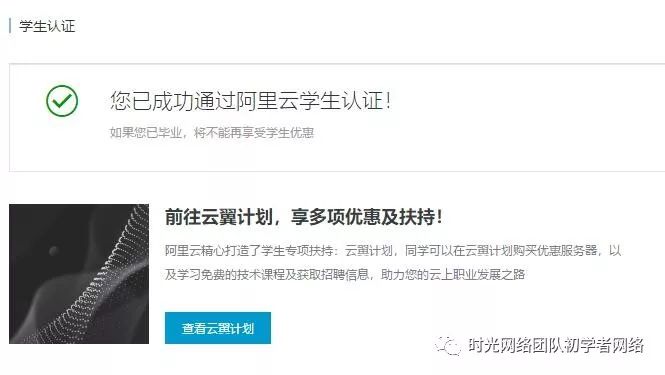 学生认证
您已成功通过阿里云学生认证！
如果您已毕业，将不能再享受学生优惠
前往云翼计划，享多项优惠及扶持！
阿里云精心打造了学生专项扶持：云翼计划，同学可以在云翼计划购买优惠服务器，以
及学习免费的技术课程及获取招聘信息，助力您的云上职业发展之路
查看云翼计划
时光网络团队初学者网络